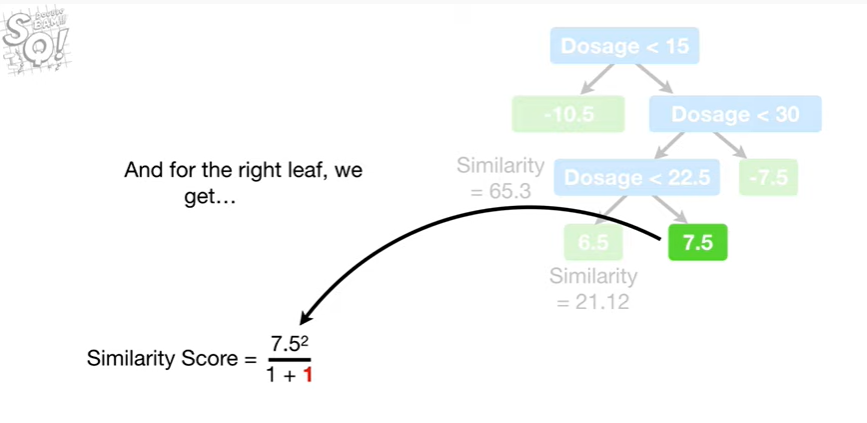 Dosage < 15
-10.5
Dosage < 30
And for the right leaf, we
get…
Similarity
= 65.3
Dosage < 22.5
-7.5
6.5
7.5
Similarity
= 21.12
Similarity Score = 7.5²
1 + 1